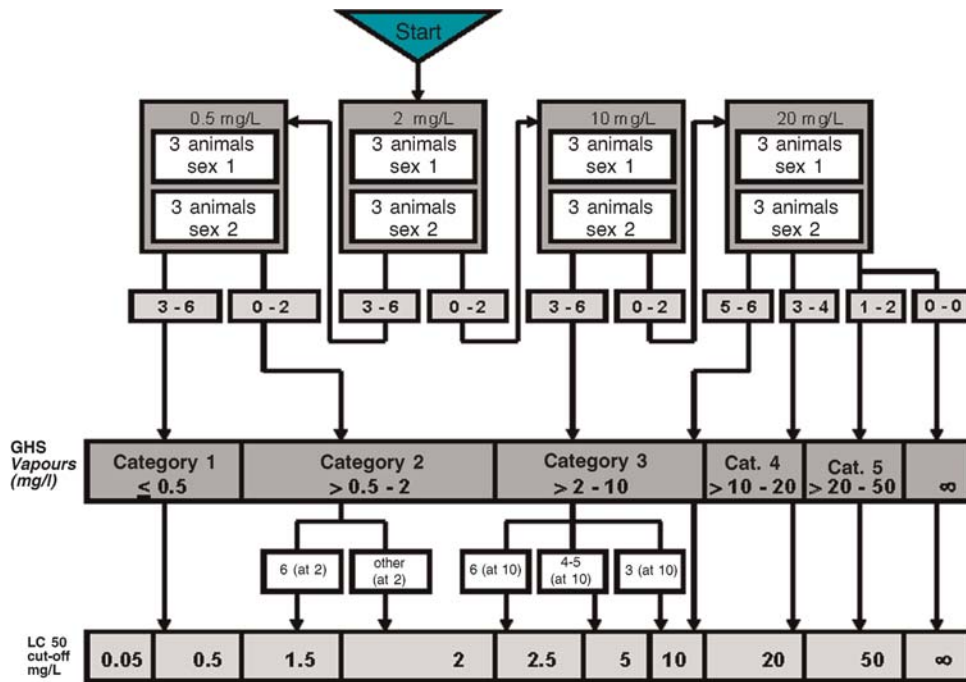 Start
0.5 mg/L
3 animals
sex 1
3 animals
sex 2
2 mg/L
3 animals
sex 1
3 animals
sex 2
10 mg/L
3 animals
sex 1
3 animals
sex 2
20 mg/L
3 animals
sex 1
3 animals
sex 2
3 - 6
0 - 2
3 - 6
0 - 2
3 - 6
0 - 2
5 - 6
3 - 4
1 - 2
0 - 0
GHS
Vapours
(mg/l)
Category 1
≤ 0.5
Category 2
> 0.5 - 2
Category 3
> 2 - 10
Cat. 4
> 10 - 20
Cat. 5
> 20 - 50
∞
6 (at 2)
other
(at 2)
6 (at 10)
4-5
(at 10)
3 (at 10)
LC 50
cut-off
mg/L
0.05
0.5
1.5
2
2.5
5
10
20
50
∞